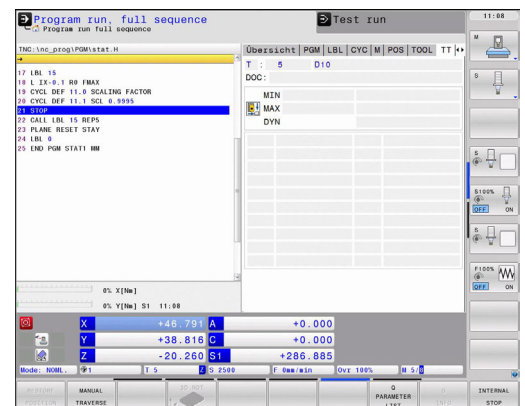 Program run, full sequence
Program run full sequence
Test run
11:08
TNC:\nc_prog\PGM\stat.H
17 LBL 15
18 L IX-0.1 R0 FMAX
19 CYCL DEF 11.0 SCALING FACTOR
20 CYCL DEF 11.1 SCL 0.9995
21 STOP
22 CALL LBL 15 REP5
23 PLANE RESET STAY
24 LBL 0
25 END PGM STAT1 MM
Übersicht PGM LBL CYC M POS TOOL TT
T : 5 D10
DOC:
MIN
MAX
DYN
0% X[Nm]
0% Y[Nm] S1 11:08
X +46.791 A +0.000
Y +38.816 C +0.000
Z -20.260 S1 +286.885
Mode: NOML. 1 T 5 Z S 2500 F 0mm/min Ovr 100% M 5/8
MANUAL TRAVERSE
3D ROT
Q PARAMETER LIST
INTERNAL STOP
M
S
S
S100%
OFF ON
S
F100%
OFF ON